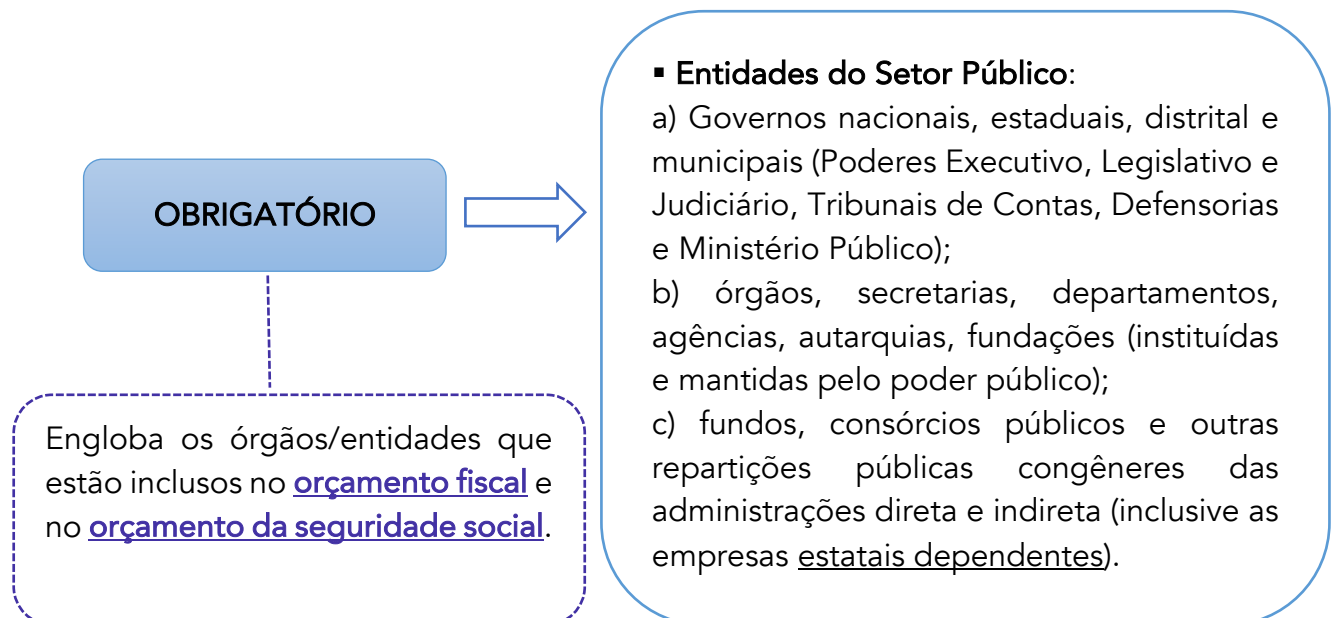 OBRIGATÓRIO
Engloba os órgãos/entidades que
estão inclusos no orçamento fiscal e
no orçamento da seguridade social.
▪ Entidades do Setor Público:
a) Governos nacionais, estaduais, distrital e
municipais (Poderes Executivo, Legislativo e
Judiciário, Tribunais de Contas, Defensorias
e Ministério Público);
b) órgãos, secretarias, departamentos,
agências, autarquias, fundações (instituídas
e mantidas pelo poder público);
c) fundos, consórcios públicos e outras
repartições públicas congêneres das
administrações direta e indireta (inclusive as
empresas estatais dependentes).